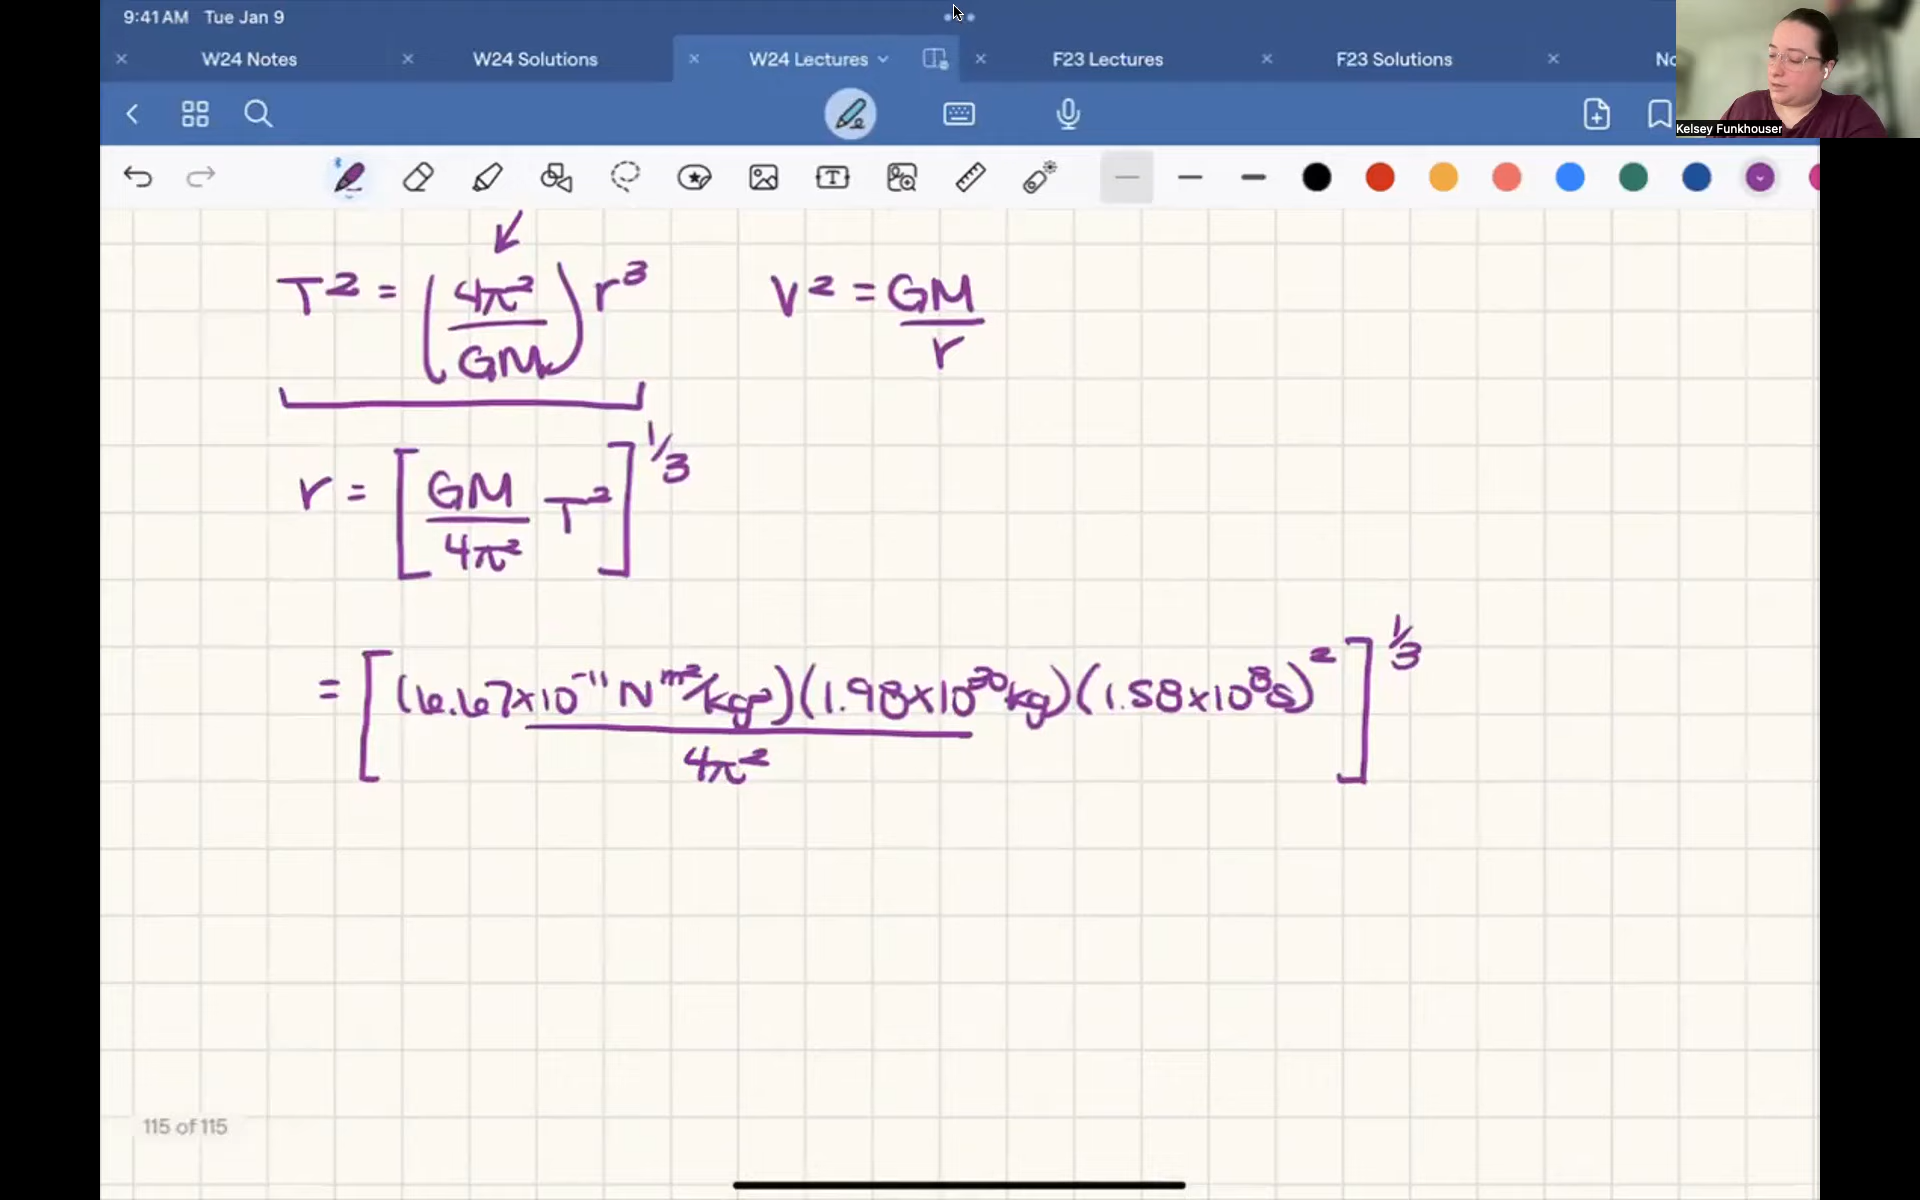 9:41 AM Tue Jan 9
W24 Notes W24 Solutions W24 Lectures F23 Lectures F23 Solutions No
Kelsey Funkhouser
T² = (4π²/GM) r³ V² = GM/r
r = [GM/4π² T²]^1/3
= [(6.67×10⁻¹¹ N m²/kg²)(1.98×10³⁰ kg)(1.58×10⁸ s)²/4π²]^1/3
115 of 115